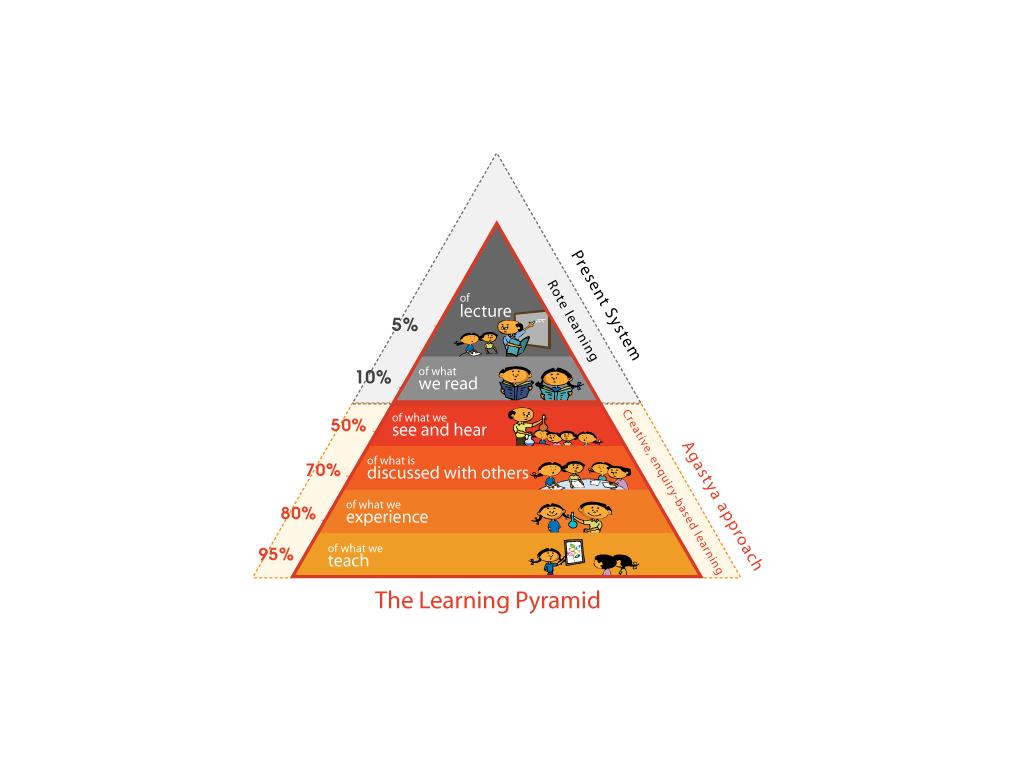 Present System
Rote learning
5%
of
lecture
10%
of what
we read
50%
of what we
see and hear
70%
of what is
discussed with others
80%
of what we
experience
95%
of what we
teach
Creative, enquiry-based learning
Agastya approach
The Learning Pyramid